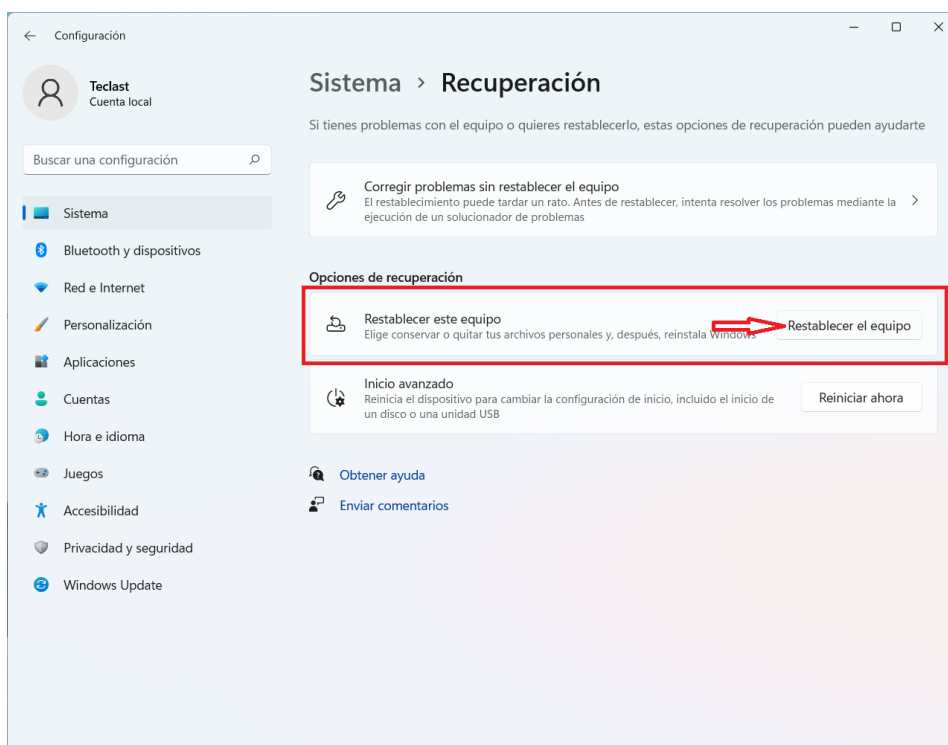 Configuración
Teclast
Cuenta local
Buscar una configuración
Sistema
Bluetooth y dispositivos
Red e Internet
Personalización
Aplicaciones
Cuentas
Hora e idioma
Juegos
Accesibilidad
Privacidad y seguridad
Windows Update
Sistema › Recuperación
Si tienes problemas con el equipo o quieres restablecerlo, estas opciones de recuperación pueden ayudarte
Corregir problemas sin restablecer el equipo
El restablecimiento puede tardar un rato. Antes de restablecer, intenta resolver los problemas mediante la
ejecución de un solucionador de problemas
Opciones de recuperación
Restablecer este equipo
Elige conservar o quitar tus archivos personales y, después, reinstala Windows
Restablecer el equipo
Inicio avanzado
Reinicia el dispositivo para cambiar la configuración de inicio, incluido el inicio de
un disco o una unidad USB
Reiniciar ahora
Obtener ayuda
Enviar comentarios